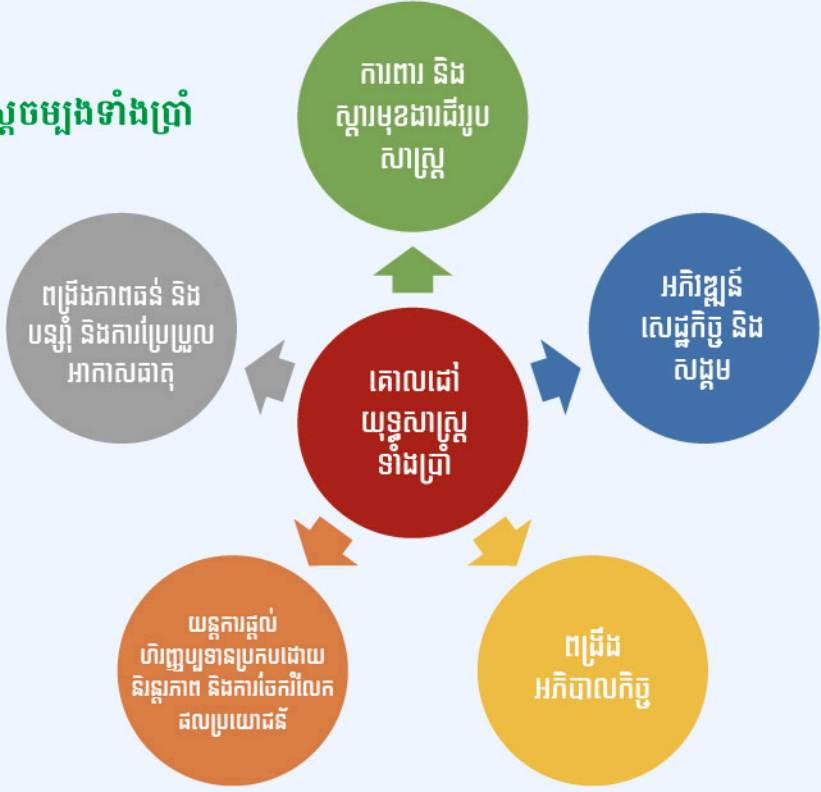 ស្តចម្បងទាំងប្រាំ
ការពារ និង
ស្តារមុខងារជីវរូប
សាស្ត្រ
ពង្រឹងភាពធន់ និង
បន្ស៊ាំ និងការប្រែប្រួល
អាកាសធាតុ
អភិវឌ្ឍន៍
សេដ្ឋកិច្ច និង
សង្គម
គោលដៅ
យុទ្ធសាស្ត្រ
ទាំងប្រាំ
យន្តការផ្តល់
ហិរញ្ញប្បទានប្រកបដោយ
និរន្តរភាព និងការចែករំលែក
ផលប្រយោជន៍
ពង្រឹង
អភិបាលកិច្ច